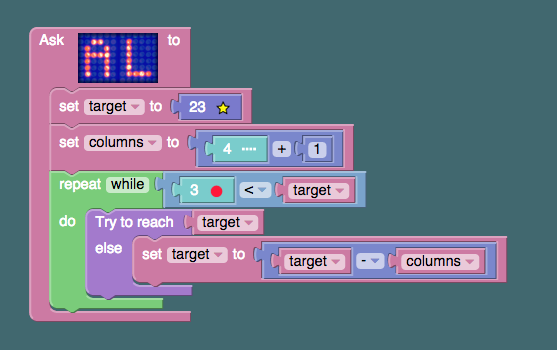 Ask AL to
set target to 23
set columns to 4 + 1
repeat while 3 < target
do Try to reach target
else set target to target - columns